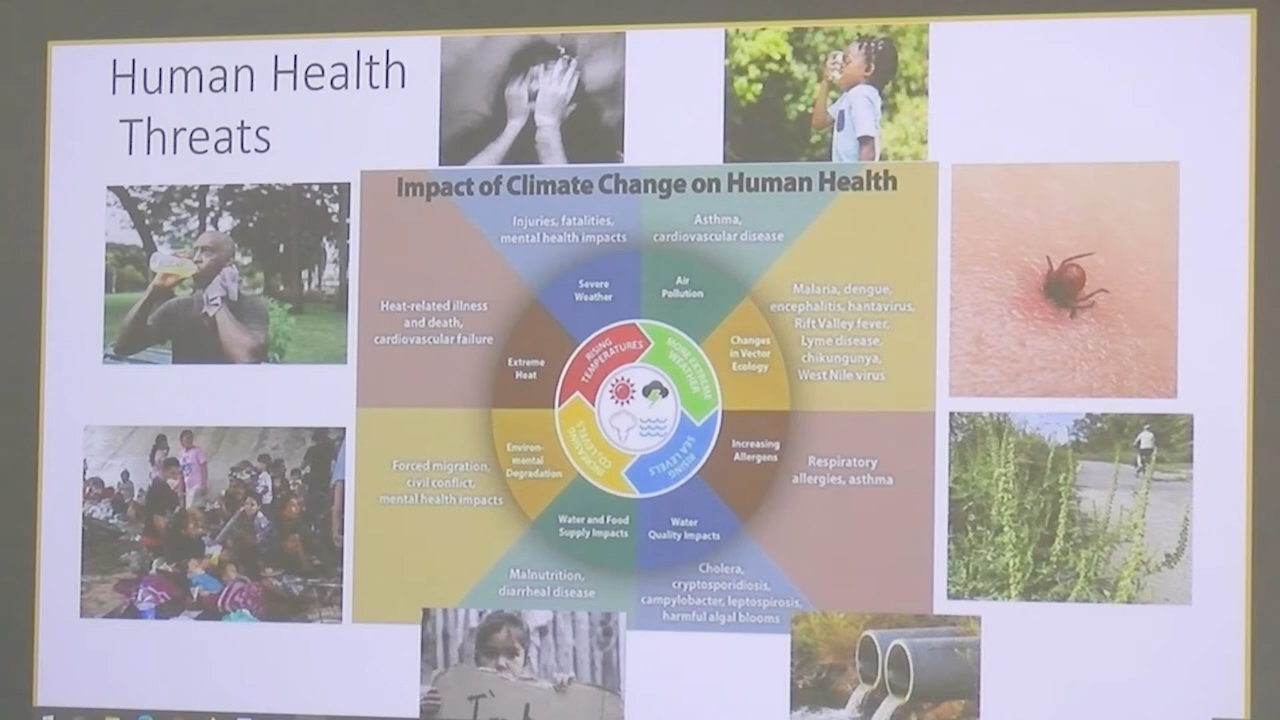 Human Health
Threats
Impact of Climate Change on Human Health
Injuries, fatalities,
mental health impacts
Asthma,
cardiovascular disease
Severe
Weather
Air
Pollution
Heat-related illness
and death,
cardiovascular failure
Malaria, dengue,
encephalitis, hantavirus,
Rift Valley fever,
Lyme disease,
chikungunya,
West Nile virus
Extreme
Heat
Changes
in Vector
Ecology
RISING
TEMPERATURES
MORE EXTREME
WEATHER
RISING
SEA LEVELS
INCREASING
CO₂ LEVELS
Environ-
mental
Degradation
Increasing
Allergens
Forced migration,
civil conflict,
mental health impacts
Respiratory
allergies, asthma
Water and Food
Supply Impacts
Water
Quality Impacts
Malnutrition,
diarrheal disease
Cholera,
cryptosporidiosis,
campylobacter, leptospirosis,
harmful algal blooms